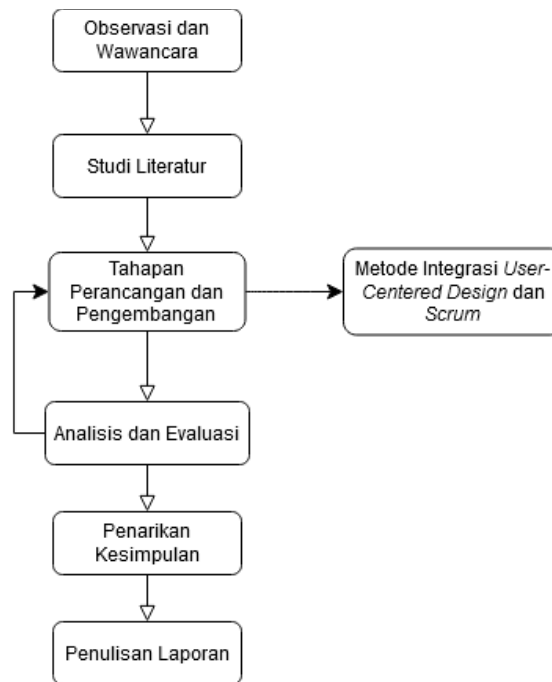 Observasi dan
Wawancara
Studi Literatur
Tahapan
Perancangan dan
Pengembangan
Metode Integrasi User-
Centered Design dan
Scrum
Analisis dan Evaluasi
Penarikan
Kesimpulan
Penulisan Laporan